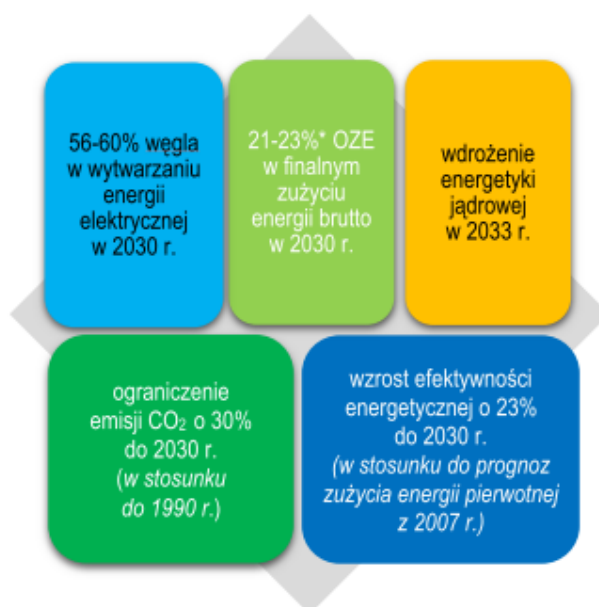 56-60% węgla
w wytwarzaniu
energii
elektrycznej
w 2030 r.
21-23%* OZE
w finalnym
zużyciu
energii brutto
w 2030 r.
wdrożenie
energetyki
jądrowej
w 2033 r.
ograniczenie
emisji CO₂ o 30%
do 2030 r.
(w stosunku
do 1990 r.)
wzrost efektywności
energetycznej o 23%
do 2030 r.
(w stosunku do prognoz
zużycia energii pierwotnej
z 2007 r.)